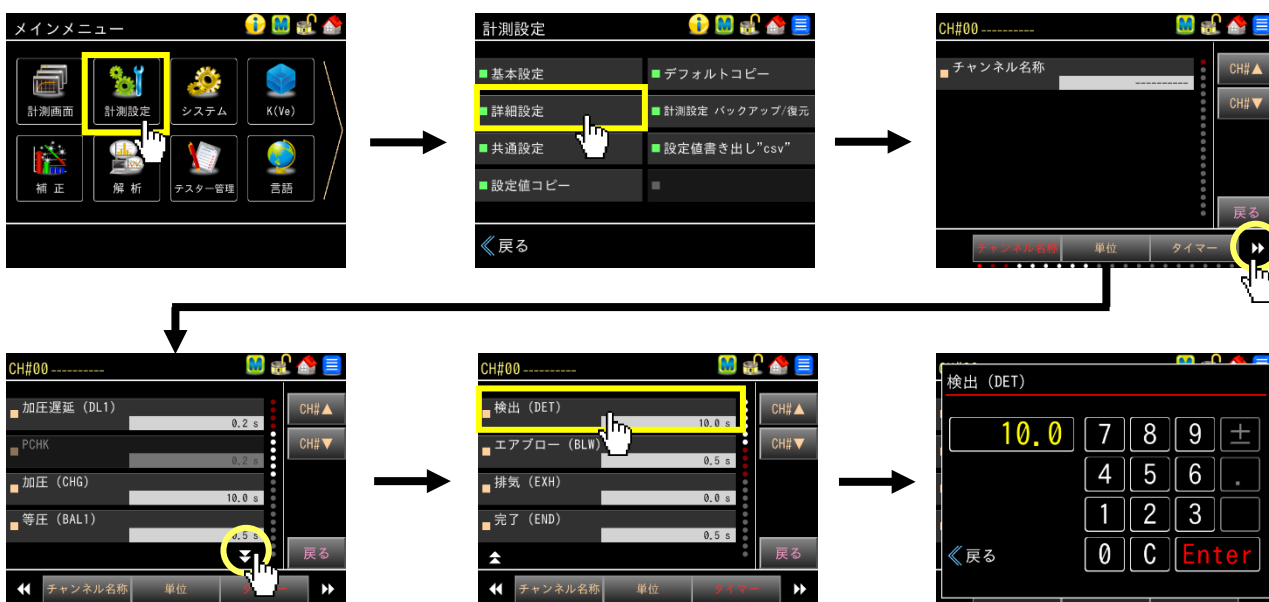 メインメニュー
計測画面
計測設定
システム
K(Ve)
補 正
解 析
テスター管理
言語
計測設定
基本設定
デフォルトコピー
詳細設定
計測設定 バックアップ/復元
共通設定
設定値書き出し”csv”
設定値コピー
戻る
CH#00 ----------
チャンネル名称
----------
CH#▲
CH#▼
戻る
チャンネル名称 単位 タイマー
CH#00 ----------
加圧遅延 (DL1)
0.2 s
PCHK
0.2 s
加圧 (CHG)
10.0 s
等圧 (BAL1)
0.5 s
CH#▲
CH#▼
戻る
チャンネル名称 単位
CH#00 ----------
検出 (DET)
10.0 s
エアブロー (BLW)
0.5 s
排気 (EXH)
0.0 s
完了 (END)
0.5 s
CH#▲
CH#▼
戻る
チャンネル名称 単位 タイマー
検出 (DET)
10.0
7 8 9 ±
4 5 6 .
1 2 3
0 C Enter
戻る